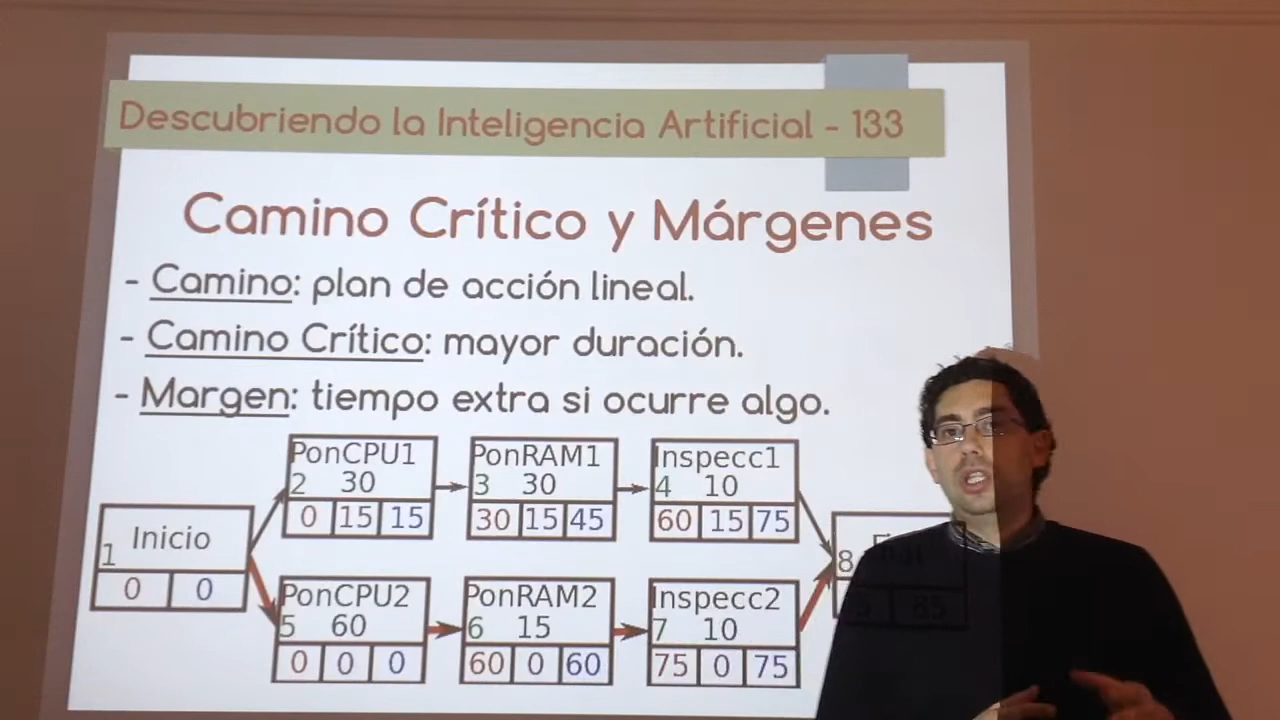 Descubriendo la Inteligencia Artificial - 133
Camino Crítico y Márgenes
- Camino: plan de acción lineal.
- Camino Crítico: mayor duración.
- Margen: tiempo extra si ocurre algo.
PonCPU1
2 30
0 15 15
PonRAM1
3 30
30 15 45
Inspecc1
4 10
60 15 75
Inicio
1
0 0
PonCPU2
5 60
0 0 0
PonRAM2
6 15
60 0 60
Inspecc2
7 10
75 0 75
8
85